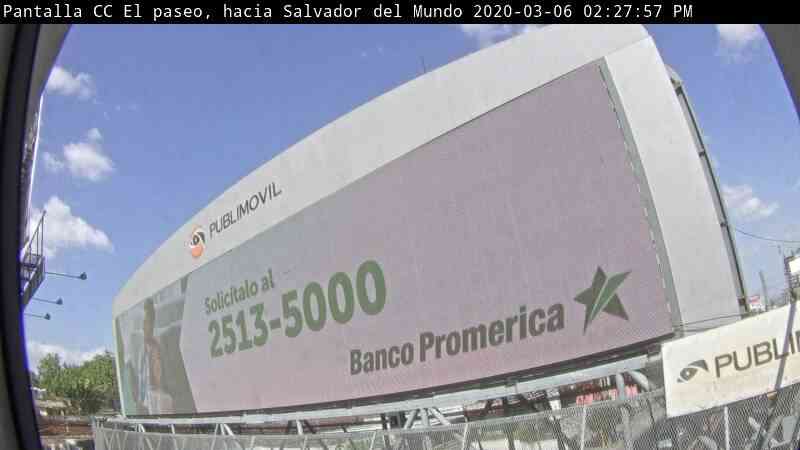 Pantalla CC El paseo, hacia Salvador del Mundo 2020-03-06 02:27:57 PM
PUBLIMOVIL
Solicítalo al
2513-5000
Banco Promerica
PUBLI